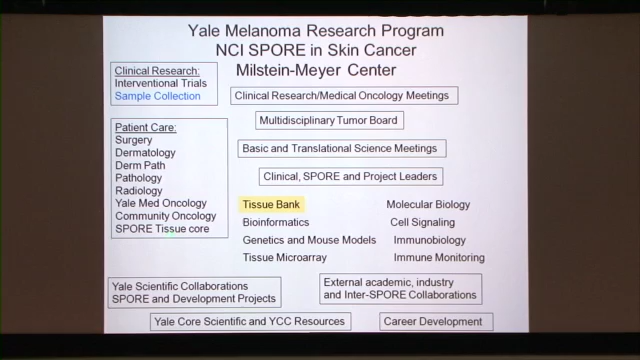 Yale Melanoma Research Program
NCI SPORE in Skin Cancer
Milstein-Meyer Center
Clinical Research:
Interventional Trials
Sample Collection
Clinical Research/Medical Oncology Meetings
Multidisciplinary Tumor Board
Basic and Translational Science Meetings
Clinical, SPORE and Project Leaders
Patient Care:
Surgery
Dermatology
Derm Path
Pathology
Radiology
Yale Med Oncology
Community Oncology
SPORE Tissue core
Tissue Bank
Bioinformatics
Genetics and Mouse Models
Tissue Microarray
Molecular Biology
Cell Signaling
Immunobiology
Immune Monitoring
Yale Scientific Collaborations
SPORE and Development Projects
External academic, industry
and Inter-SPORE Collaborations
Yale Core Scientific and YCC Resources
Career Development